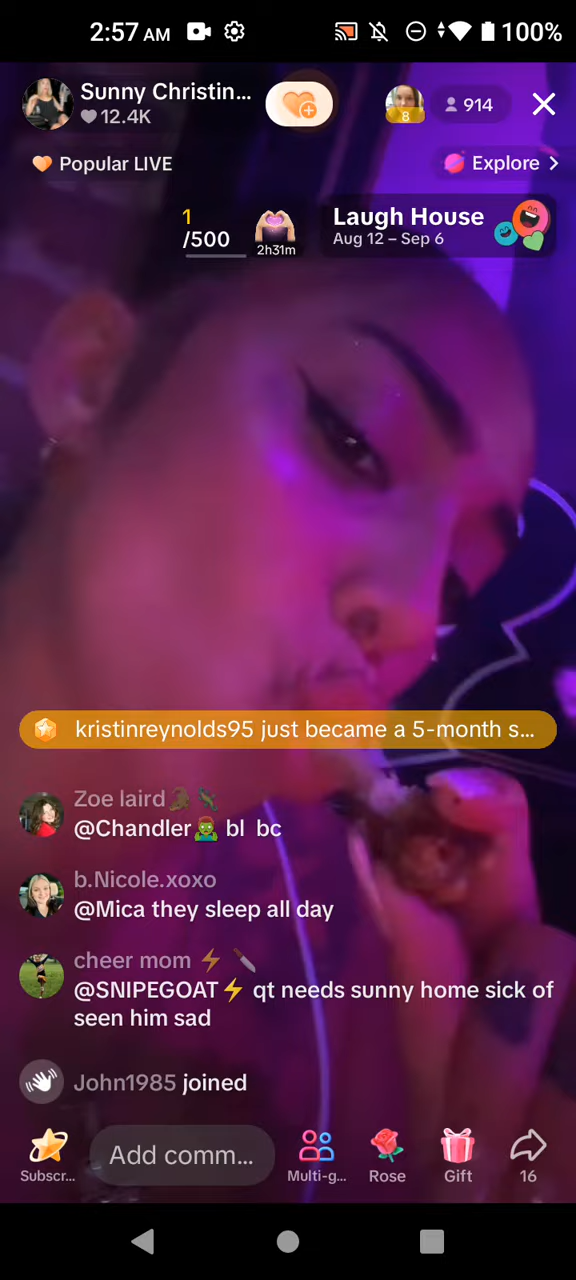 2:57 AM
100%
Sunny Christin...
12.4K
8
914
Popular LIVE
Explore
1
/500
2h31m
Laugh House
Aug 12 – Sep 6
kristinreynolds95 just became a 5-month s...
Zoe laird
@Chandler bl bc
b.Nicole.xoxo
@Mica they sleep all day
cheer mom
@SNIPEGOAT qt needs sunny home sick of
seen him sad
John1985 joined
Subscr...
Add comm...
Multi-g...
Rose
Gift
16